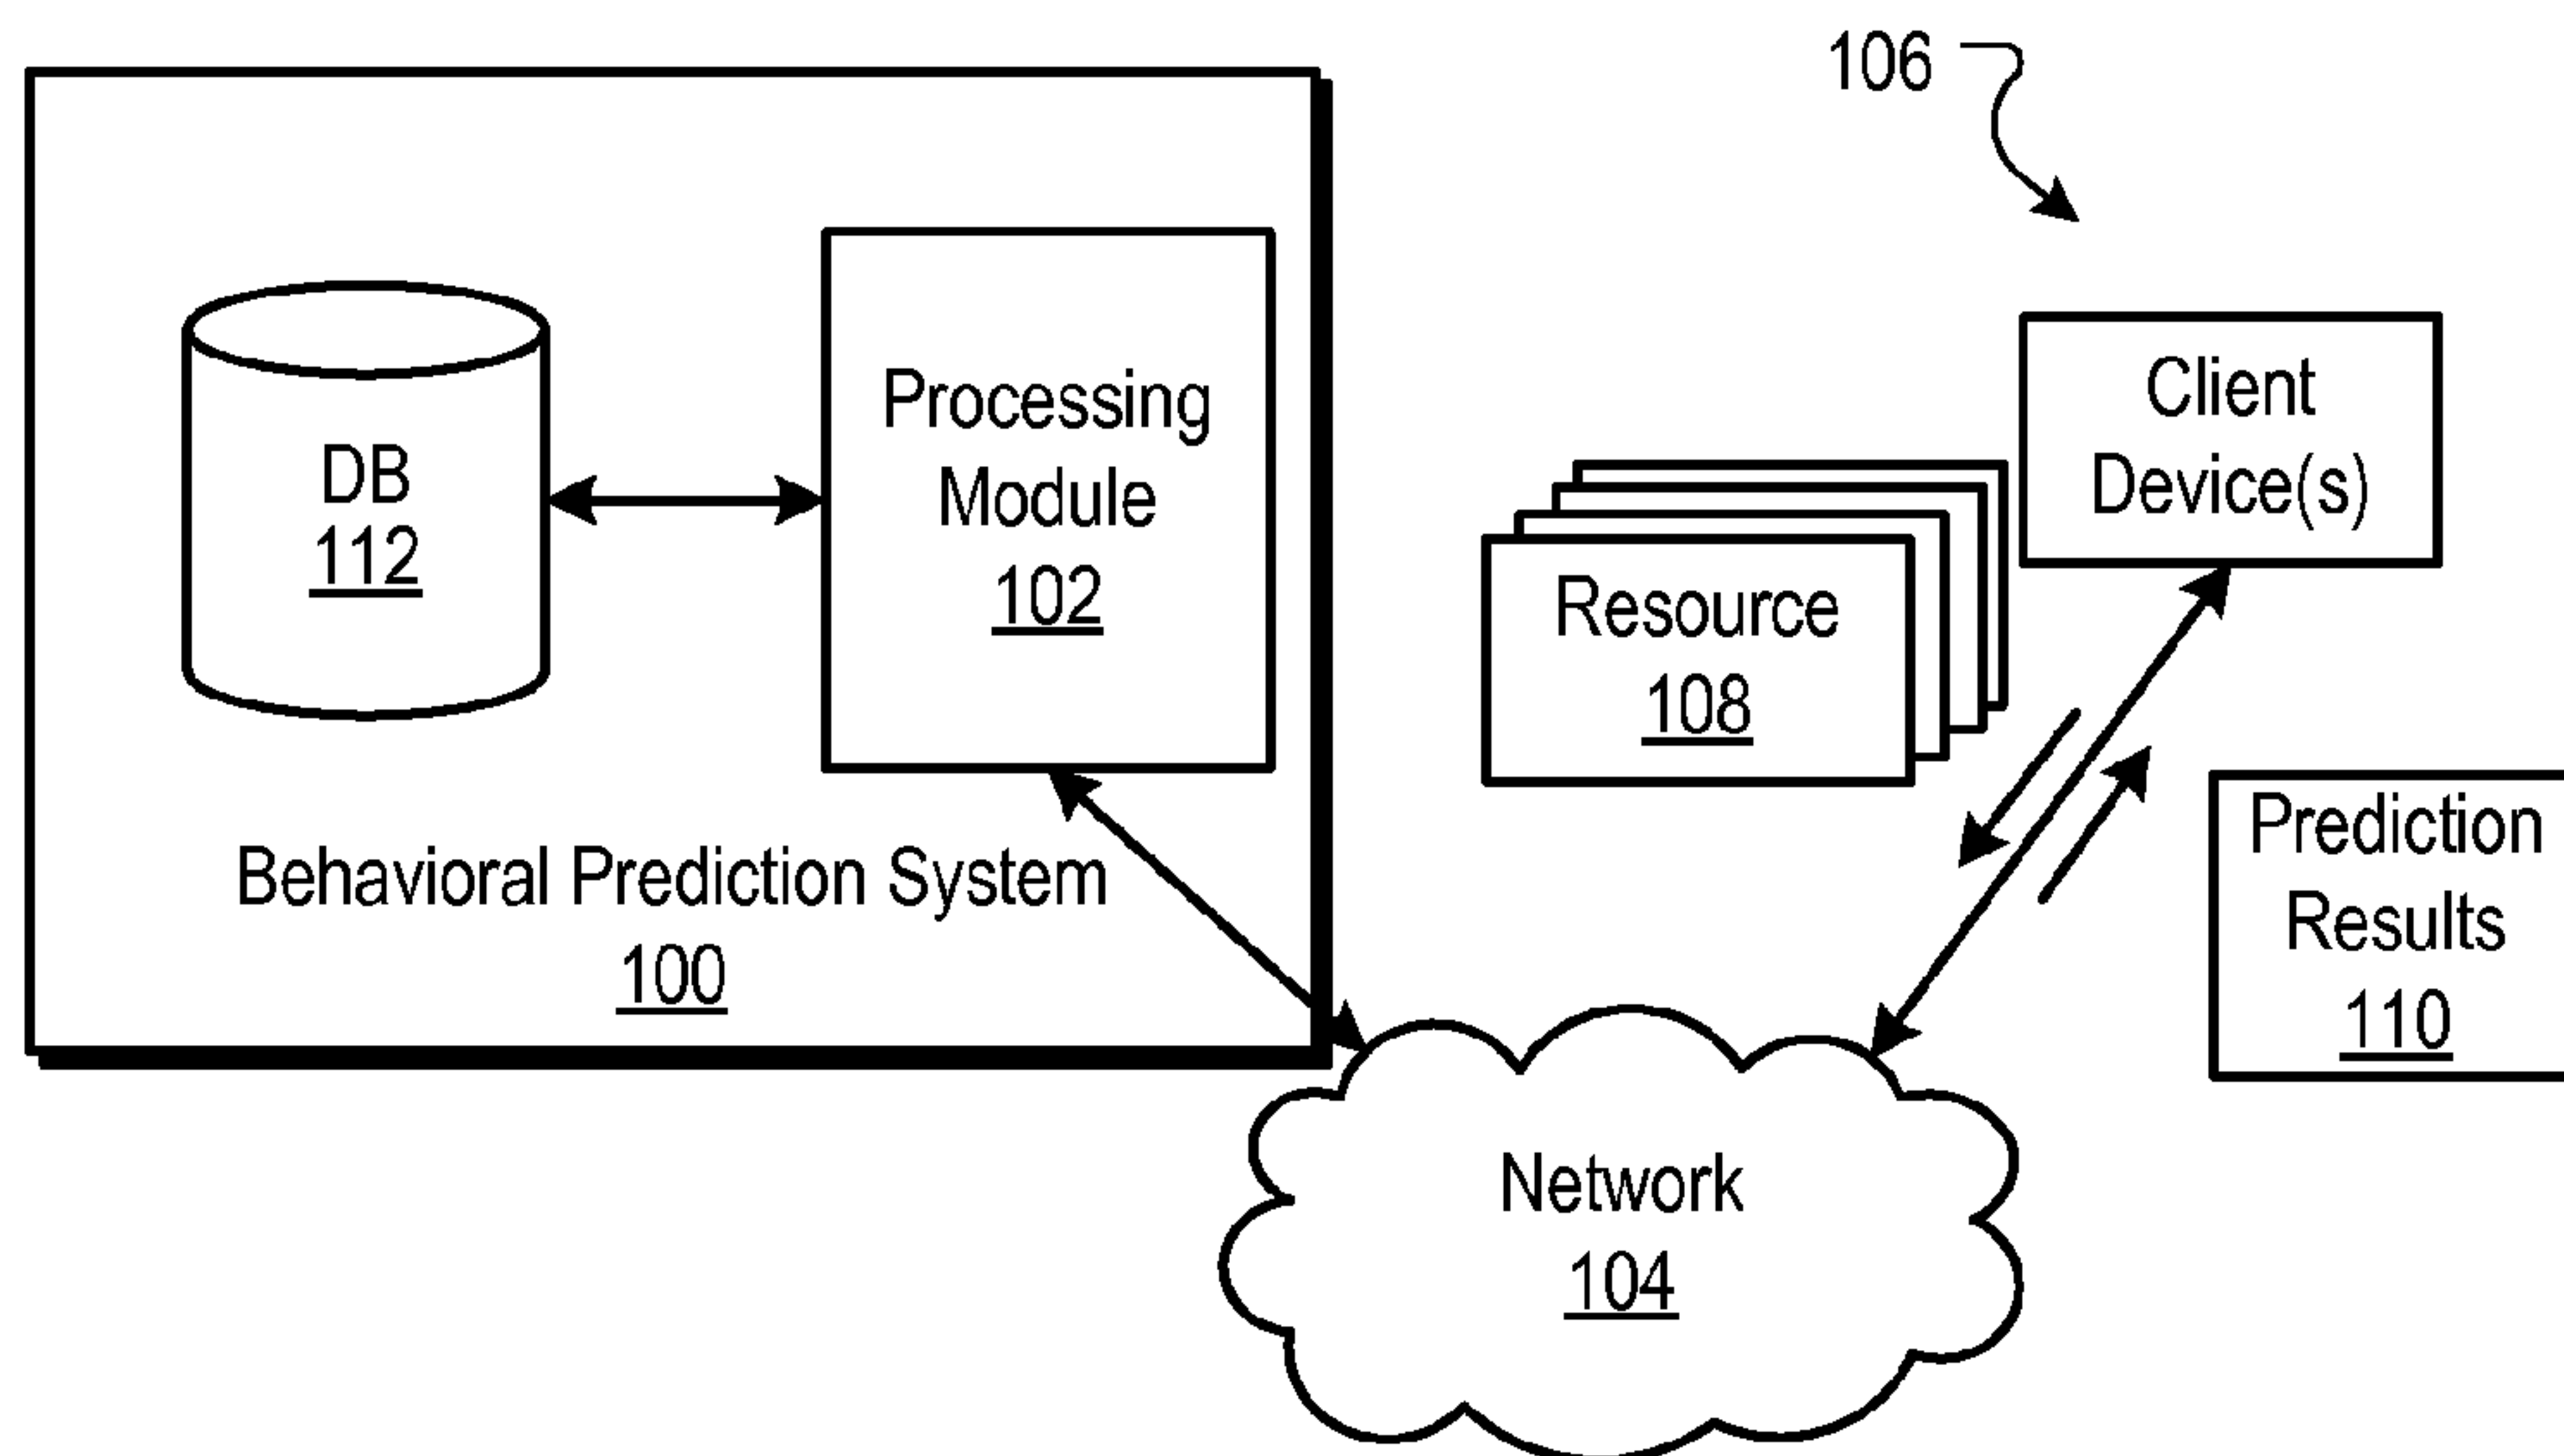 106
DB
112
Processing
Module
102
Behavioral Prediction System
100
Client
Device(s)
Resource
108
Prediction
Results
110
Network
104